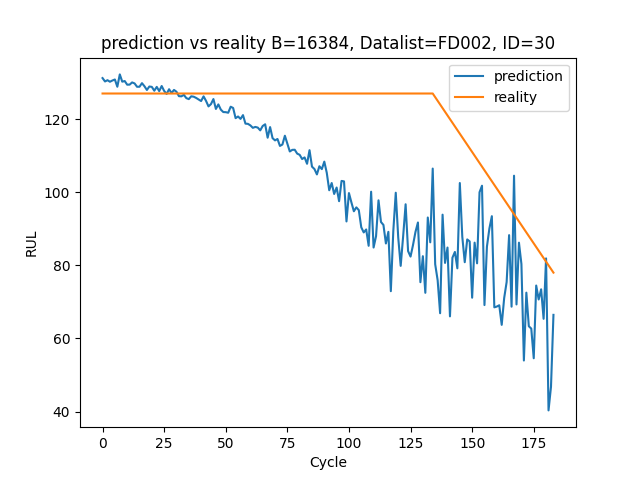 prediction vs reality B=16384, Datalist=FD002, ID=30
prediction
reality
120
100
80
60
40
RUL
0 25 50 75 100 125 150 175
Cycle